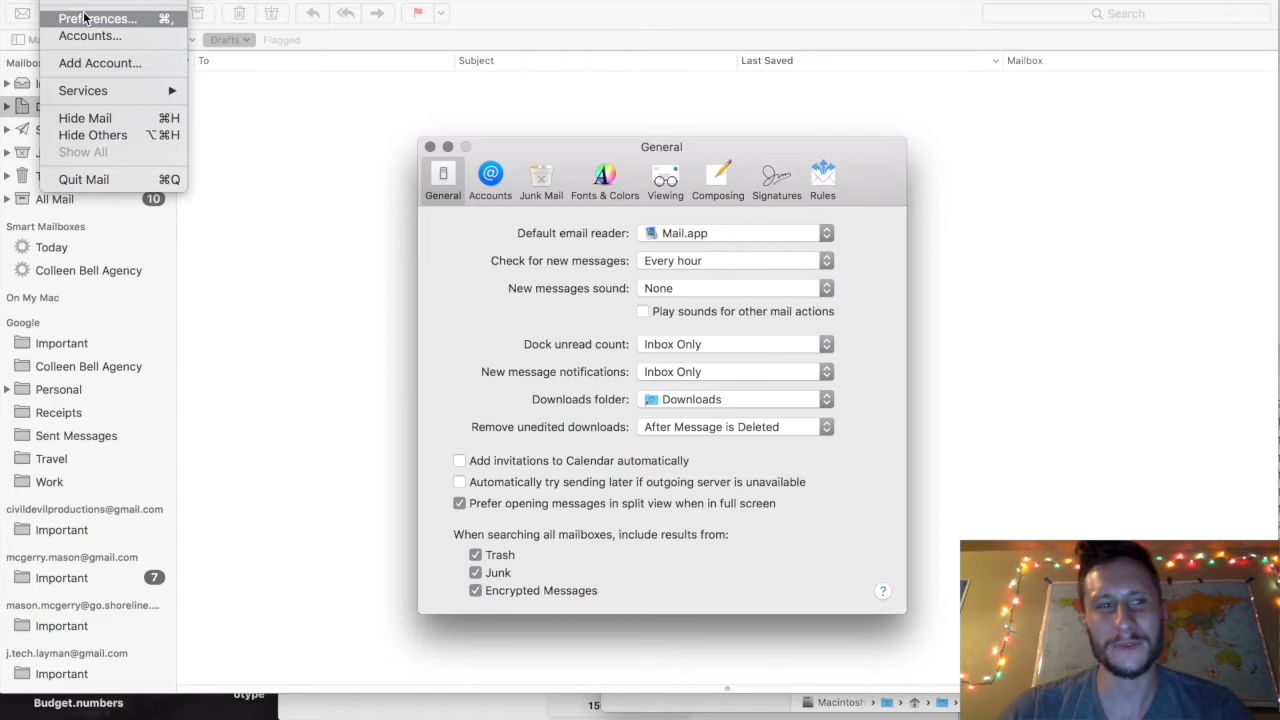 Preferences... ⌘,
Accounts...
Add Account...
Services
Hide Mail ⌘H
Hide Others ⌥⌘H
Show All
Quit Mail ⌘Q
Search
Drafts
Flagged
To Subject Last Saved Mailbox
All Mail 10
Smart Mailboxes
Today
Colleen Bell Agency
On My Mac
Google
Important
Colleen Bell Agency
Personal
Receipts
Sent Messages
Travel
Work
civildevilproductions@gmail.com
Important
mcgerry.mason@gmail.com
Important 7
mason.mcgerry@go.shoreline....
Important
j.tech.layman@gmail.com
Important
General
General Accounts Junk Mail Fonts & Colors Viewing Composing Signatures Rules
Default email reader: Mail.app
Check for new messages: Every hour
New messages sound: None
Play sounds for other mail actions
Dock unread count: Inbox Only
New message notifications: Inbox Only
Downloads folder: Downloads
Remove unedited downloads: After Message is Deleted
Add invitations to Calendar automatically
Automatically try sending later if outgoing server is unavailable
Prefer opening messages in split view when in full screen
When searching all mailboxes, include results from:
Trash
Junk
Encrypted Messages
?
Budget.numbers
otype
15
Macintosh